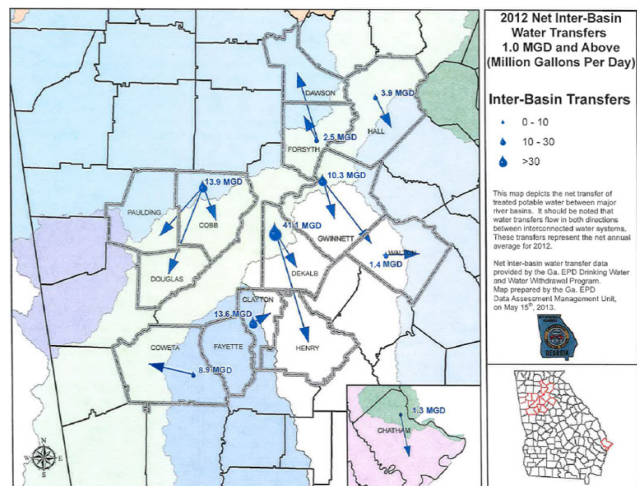 2012 Net Inter-Basin
Water Transfers
1.0 MGD and Above
(Million Gallons Per Day)
Inter-Basin Transfers
0 - 10
10 - 30
>30
This map depicts the net transfer of
treated potable water between major
river basins. It should be noted that
water transfers flow in both directions
between interconnected water systems.
These transfers represent the net annual
average for 2012.
Net inter-basin water transfer data
provided by the Ga. EPD Drinking Water
and Water Withdrawal Program.
Map prepared by the Ga. EPD
Data Assessment Management Unit,
on May 15th, 2013.
GEORGIA
DAWSON
3.9 MGD
HALL
FORSYTH
2.5 MGD
10.3 MGD
13.9 MGD
PAULDING
COBB
41.1 MGD
GWINNETT
WALTON
1.4 MGD
DOUGLAS
DEKALB
CLAYTON
13.6 MGD
COWETA
FAYETTE
HENRY
8.9 MGD
1.3 MGD
CHATHAM
N
W
E
S